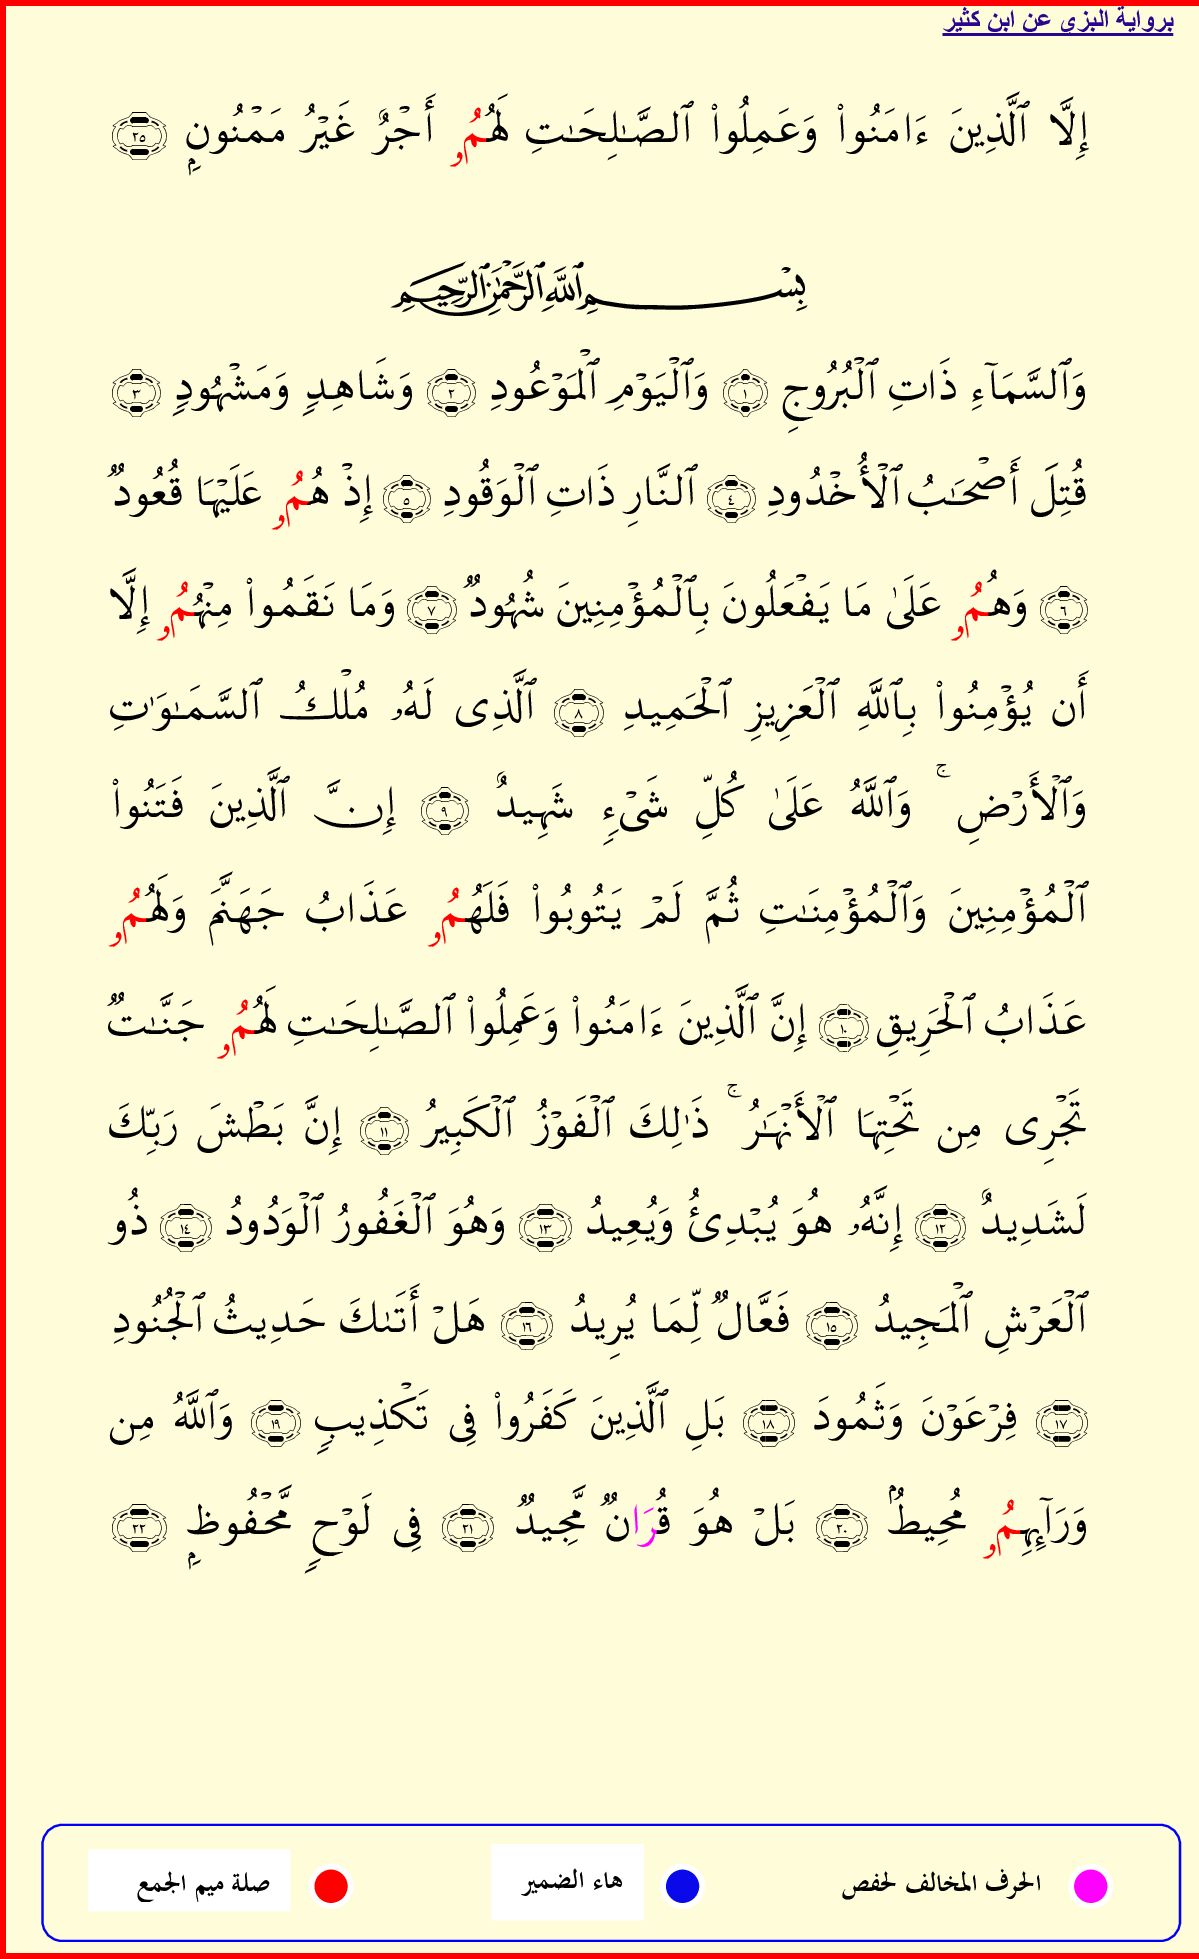 برواية البزي عن ابن كثير
إِلَّا ٱلَّذِينَ ءَامَنُوا۟ وَعَمِلُوا۟ ٱلصَّـٰلِحَـٰتِ لَهُمُۥ أَجْرٌ غَيْرُ مَمْنُونٍۭ ٢٥
بِسْمِ ٱللَّهِ ٱلرَّحْمَـٰنِ ٱلرَّحِيمِ
وَٱلسَّمَآءِ ذَاتِ ٱلْبُرُوجِ ١ وَٱلْيَوْمِ ٱلْمَوْعُودِ ٢ وَشَاهِدٍ وَمَشْهُودٍ ٣
قُتِلَ أَصْحَـٰبُ ٱلْأُخْدُودِ ٤ ٱلنَّارِ ذَاتِ ٱلْوَقُودِ ٥ إِذْ هُمُۥ عَلَيْهَا قُعُودٌ
٦ وَهُمُۥ عَلَىٰ مَا يَفْعَلُونَ بِٱلْمُؤْمِنِينَ شُهُودٌ ٧ وَمَا نَقَمُوا۟ مِنْهُمُۥ إِلَّا
أَن يُؤْمِنُوا۟ بِٱللَّهِ ٱلْعَزِيزِ ٱلْحَمِيدِ ٨ ٱلَّذِى لَهُۥ مُلْكُ ٱلسَّمَـٰوَٰتِ
وَٱلْأَرْضِ ۚ وَٱللَّهُ عَلَىٰ كُلِّ شَىْءٍ شَهِيدٌ ٩ إِنَّ ٱلَّذِينَ فَتَنُوا۟
ٱلْمُؤْمِنِينَ وَٱلْمُؤْمِنَـٰتِ ثُمَّ لَمْ يَتُوبُوا۟ فَلَهُمُۥ عَذَابُ جَهَنَّمَ وَلَهُمُۥ
عَذَابُ ٱلْحَرِيقِ ١٠ إِنَّ ٱلَّذِينَ ءَامَنُوا۟ وَعَمِلُوا۟ ٱلصَّـٰلِحَـٰتِ لَهُمُۥ جَنَّـٰتٌ
تَجْرِى مِن تَحْتِهَا ٱلْأَنْهَـٰرُ ۚ ذَٰلِكَ ٱلْفَوْزُ ٱلْكَبِيرُ ١١ إِنَّ بَطْشَ رَبِّكَ
لَشَدِيدٌ ١٢ إِنَّهُۥ هُوَ يُبْدِئُ وَيُعِيدُ ١٣ وَهُوَ ٱلْغَفُورُ ٱلْوَدُودُ ١٤ ذُو
ٱلْعَرْشِ ٱلْمَجِيدُ ١٥ فَعَّالٌ لِّمَا يُرِيدُ ١٦ هَلْ أَتَىٰكَ حَدِيثُ ٱلْجُنُودِ
١٧ فِرْعَوْنَ وَثَمُودَ ١٨ بَلِ ٱلَّذِينَ كَفَرُوا۟ فِى تَكْذِيبٍ ١٩ وَٱللَّهُ مِن
وَرَآئِهِمُۥ مُحِيطٌۢ ٢٠ بَلْ هُوَ قُرَانٌ مَّجِيدٌ ٢١ فِى لَوْحٍ مَّحْفُوظٍۭ ٢٢
الحرف المخالف لحفص هاء الضمير صلة ميم الجمع